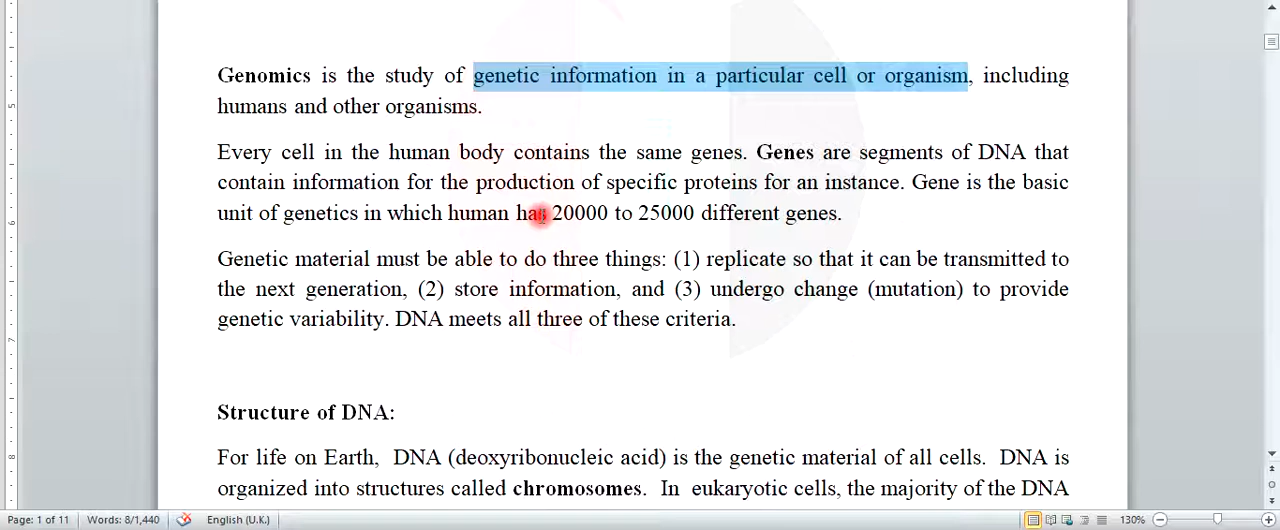 Genomics is the study of genetic information in a particular cell or organism, including
humans and other organisms.
Every cell in the human body contains the same genes. Genes are segments of DNA that
contain information for the production of specific proteins for an instance. Gene is the basic
unit of genetics in which human has 20000 to 25000 different genes.
Genetic material must be able to do three things: (1) replicate so that it can be transmitted to
the next generation, (2) store information, and (3) undergo change (mutation) to provide
genetic variability. DNA meets all three of these criteria.
Structure of DNA:
For life on Earth, DNA (deoxyribonucleic acid) is the genetic material of all cells. DNA is
organized into structures called chromosomes. In eukaryotic cells, the majority of the DNA
Page: 1 of 11 Words: 8/1,440 English (U.K.) 130%